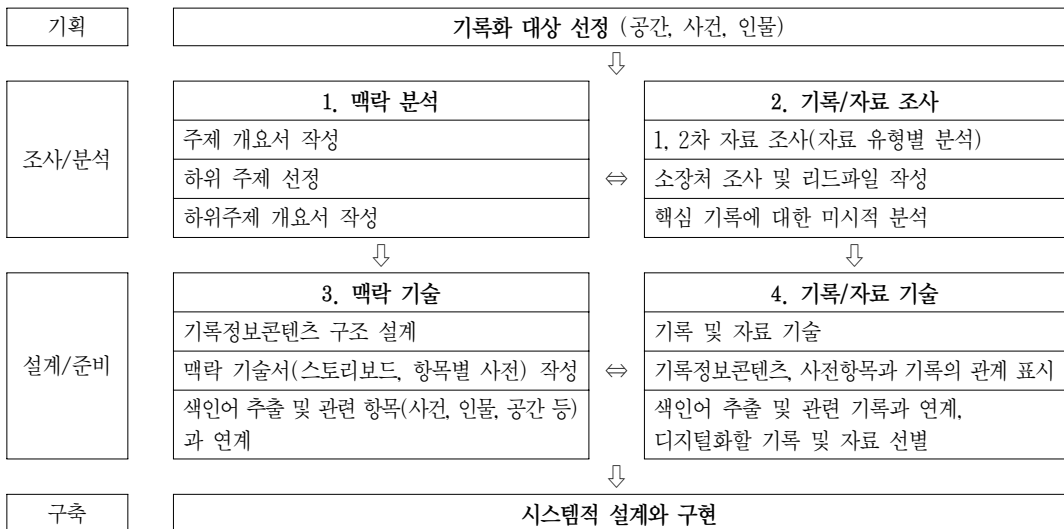 기획
기록화 대상 선정 (공간, 사건, 인물)
⇩
조사/분석
1. 맥락 분석
주제 개요서 작성
하위 주제 선정
하위주제 개요서 작성
⇔
2. 기록/자료 조사
1, 2차 자료 조사(자료 유형별 분석)
소장처 조사 및 리드파일 작성
핵심 기록에 대한 미시적 분석
⇩
⇩
설계/준비
3. 맥락 기술
기록정보콘텐츠 구조 설계
맥락 기술서(스토리보드, 항목별 사전) 작성
색인어 추출 및 관련 항목(사건, 인물, 공간 등)
과 연계
⇔
4. 기록/자료 기술
기록 및 자료 기술
기록정보콘텐츠, 사전항목과 기록의 관계 표시
색인어 추출 및 관련 기록과 연계,
디지털화할 기록 및 자료 선별
⇩
구축
시스템적 설계와 구현